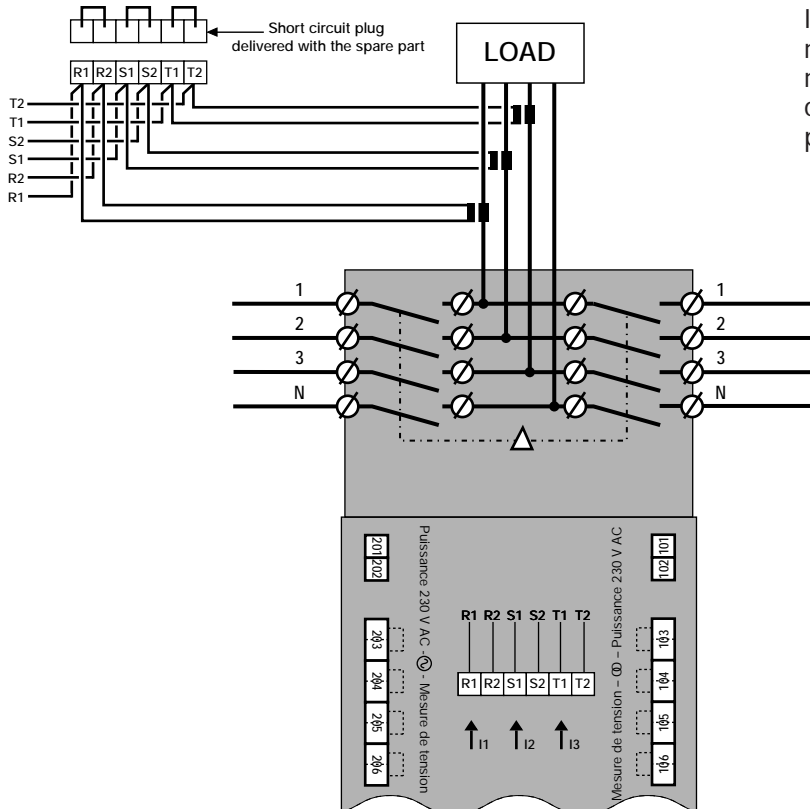 Short circuit plug
delivered with the spare part
LOAD
R1 R2 S1 S2 T1 T2
T2
T1
S2
S1
R2
R1
1
2
3
N
1
2
3
N
201
202
203
204
205
206
Puissance 230 V AC - - Mesure de tension
R1 R2 S1 S2 T1 T2
R1 R2 S1 S2 T1 T2
I1 I2 I3
Mesure de tension - - Puissance 230 V AC
101
102
103
104
105
106